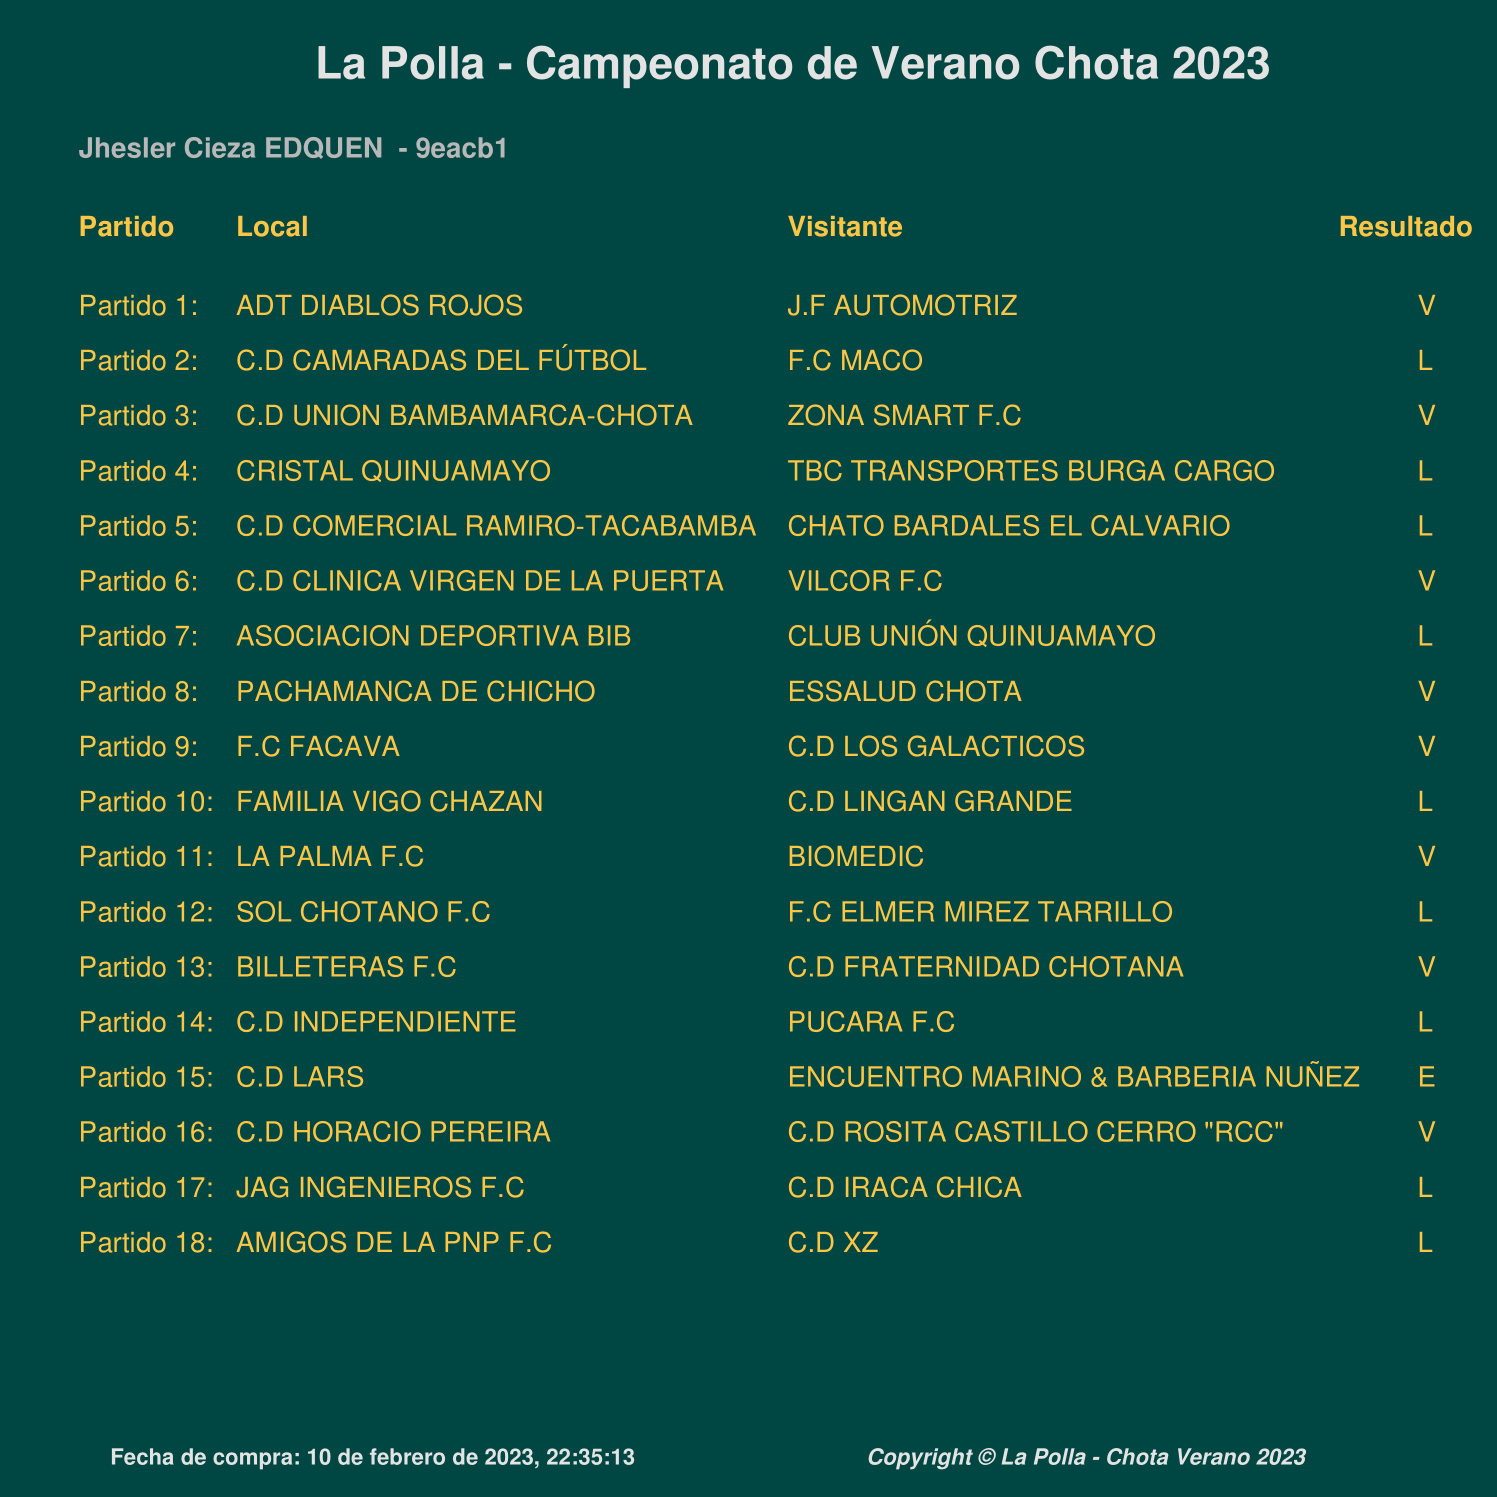 La Polla - Campeonato de Verano Chota 2023
Jhesler Cieza EDQUEN - 9eacb1
Partido Local Visitante Resultado
Partido 1: ADT DIABLOS ROJOS J.F AUTOMOTRIZ V
Partido 2: C.D CAMARADAS DEL FÚTBOL F.C MACO L
Partido 3: C.D UNION BAMBAMARCA-CHOTA ZONA SMART F.C V
Partido 4: CRISTAL QUINUAMAYO TBC TRANSPORTES BURGA CARGO L
Partido 5: C.D COMERCIAL RAMIRO-TACABAMBA CHATO BARDALES EL CALVARIO L
Partido 6: C.D CLINICA VIRGEN DE LA PUERTA VILCOR F.C V
Partido 7: ASOCIACION DEPORTIVA BIB CLUB UNIÓN QUINUAMAYO L
Partido 8: PACHAMANCA DE CHICHO ESSALUD CHOTA V
Partido 9: F.C FACAVA C.D LOS GALACTICOS V
Partido 10: FAMILIA VIGO CHAZAN C.D LINGAN GRANDE L
Partido 11: LA PALMA F.C BIOMEDIC V
Partido 12: SOL CHOTANO F.C F.C ELMER MIREZ TARRILLO L
Partido 13: BILLETERAS F.C C.D FRATERNIDAD CHOTANA V
Partido 14: C.D INDEPENDIENTE PUCARA F.C L
Partido 15: C.D LARS ENCUENTRO MARINO & BARBERIA NUÑEZ E
Partido 16: C.D HORACIO PEREIRA C.D ROSITA CASTILLO CERRO "RCC" V
Partido 17: JAG INGENIEROS F.C C.D IRACA CHICA L
Partido 18: AMIGOS DE LA PNP F.C C.D XZ L
Fecha de compra: 10 de febrero de 2023, 22:35:13 Copyright © La Polla - Chota Verano 2023